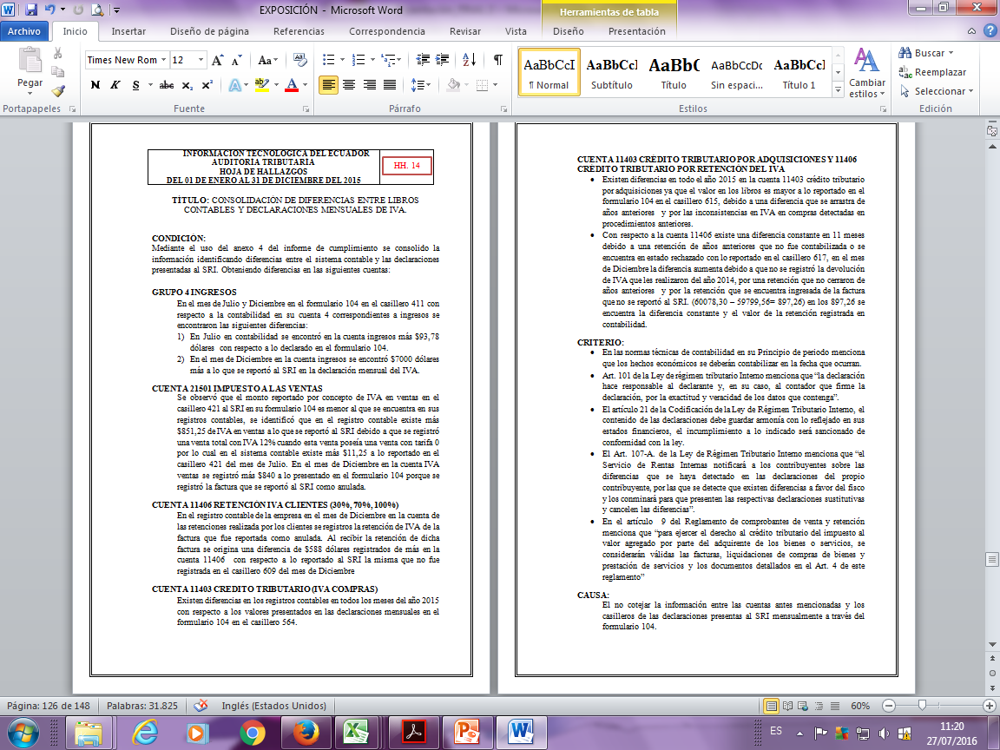 EXPOSICIÓN - Microsoft Word
Herramientas de tabla
Archivo Inicio Insertar Diseño de página Referencias Correspondencia Revisar Vista Diseño Presentación
Pegar
Times New Rom 12
Aa
N K S abc x₂ x²
AaBbCcI AaBbCcl AaBbC AaBbCcDc AaBbCcl
¶ Normal Subtítulo Título Sin espaci... Título 1
Cambiar estilos
Buscar
Reemplazar
Seleccionar
Portapapeles Fuente Párrafo Estilos Edición
INFORMACIÓN TECNOLÓGICA DEL ECUADOR
AUDITORÍA TRIBUTARIA
HOJA DE HALLAZGOS
DEL 01 DE ENERO AL 31 DE DICIEMBRE DEL 2015
HH. 14
TÍTULO: CONSOLIDACIÓN DE DIFERENCIAS ENTRE LIBROS
CONTABLES Y DECLARACIONES MENSUALES DE IVA.
CONDICIÓN:
Mediante el uso del anexo 4 del informe de cumplimiento se consolido la
información identificando diferencias entre el sistema contable y las declaraciones
presentadas al SRI. Obteniendo diferencias en las siguientes cuentas:
GRUPO 4 INGRESOS
En el mes de Julio y Diciembre en el formulario 104 en el casillero 411 con
respecto a la contabilidad en su cuenta 4 correspondientes a ingresos se
encontraron las siguientes diferencias:
1) En Julio en contabilidad se encontró en la cuenta ingresos más $93,78
dólares con respecto a lo declarado en el formulario 104.
2) En el mes de Diciembre en la cuenta ingresos se encontró $7000 dólares
más a lo que se reportó al SRI en la declaración mensual del IVA.
CUENTA 21501 IMPUESTO A LAS VENTAS
Se observó que el monto reportado por concepto de IVA en ventas en el
casillero 421 al SRI en su formulario 104 es menor al que se encuentra en sus
registros contables, se identificó que en el registro contable existe más
$851,25 de IVA en ventas a lo que se reportó al SRI debido a que se registró
una venta total con IVA 12% cuando esta venta poseía una venta con tarifa 0
por lo cual en el sistema contable existe más $11,25 a lo reportado en el
casillero 421 del mes de Julio. En el mes de Diciembre en la cuenta IVA
ventas se registró más $840 a lo presentado en el formulario 104 porque se
registró la factura que se reportó al SRI como anulada.
CUENTA 11406 RETENCIÓN IVA CLIENTES (30%, 70%, 100%)
En el registro contable de la empresa en el mes de Diciembre en la cuenta de
las retenciones realizada por los clientes se registros la retención de IVA de la
factura que fue reportada como anulada. Al recibir la retención de dicha
factura se origina una diferencia de $588 dólares registrados de más en la
cuenta 11406 con respecto a lo reportado al SRI la misma que no fue
registrada en el casillero 609 del mes de Diciembre
CUENTA 11403 CREDITO TRIBUTARIO (IVA COMPRAS)
Existen diferencias en los registros contables en todos los meses del año 2015
con respecto a los valores presentados en las declaraciones mensuales en el
formulario 104 en el casillero 564.
CUENTA 11403 CRÉDITO TRIBUTARIO POR ADQUISICIONES Y 11406
CREDITO TRIBUTARIO POR RETENCIÓN DEL IVA
• Existen diferencias en todo el año 2015 en la cuenta 11403 crédito tributario
por adquisiciones ya que el valor en los libros es mayor a lo reportado en el
formulario 104 en el casillero 615, debido a una diferencia que se arrastra de
años anteriores y por las inconsistencias en IVA en compras detectadas en
procedimientos anteriores.
• Con respecto a la cuenta 11406 existe una diferencia constante en 11 meses
debido a una retención de años anteriores que no fue contabilizada o se
encuentra en estado rechazado con lo reportado en el casillero 617, en el mes
de Diciembre la diferencia aumenta debido a que no se registró la devolución
de IVA que les realizaron del año 2014, por una retención que no cerraron de
años anteriores y por la retención que se encuentra ingresada de la factura
que no se reportó al SRI. (60078,30 – 59799,56= 897,26) en los 897,26 se
encuentra la diferencia constante y el valor de la retención registrada en
contabilidad.
CRITERIO:
• En las normas técnicas de contabilidad en su Principio de periodo menciona
que los hechos económicos se deberán contabilizar en la fecha que ocurran.
• Art. 101 de la Ley de régimen tributario Interno menciona que “la declaración
hace responsable al declarante y, en su caso, al contador que firme la
declaración, por la exactitud y veracidad de los datos que contenga”.
• El artículo 21 de la Codificación de la Ley de Régimen Tributario Interno, el
contenido de las declaraciones debe guardar armonía con lo reflejado en sus
estados financieros, el incumplimiento a lo indicado será sancionado de
conformidad con la ley.
• El Art. 107-A. de la Ley de Régimen Tributario Interno menciona que “el
Servicio de Rentas Internas notificará a los contribuyentes sobre las
diferencias que se haya detectado en las declaraciones del propio
contribuyente, por las que se detecte que existen diferencias a favor del fisco
y los conminará para que presenten las respectivas declaraciones sustitutivas
y cancelen las diferencias”.
• En el artículo 9 del Reglamento de comprobantes de venta y retención
menciona que “para ejercer el derecho al crédito tributario del impuesto al
valor agregado por parte del adquirente de los bienes o servicios, se
considerarán válidas las facturas, liquidaciones de compras de bienes y
prestación de servicios y los documentos detallados en el Art. 4 de este
reglamento”
CAUSA:
El no cotejar la información entre las cuentas antes mencionadas y los
casilleros de las declaraciones presentas al SRI mensualmente a través del
formulario 104.
Página: 126 de 148 Palabras: 31.825 Inglés (Estados Unidos) 60%
ES 11:20
27/07/2016